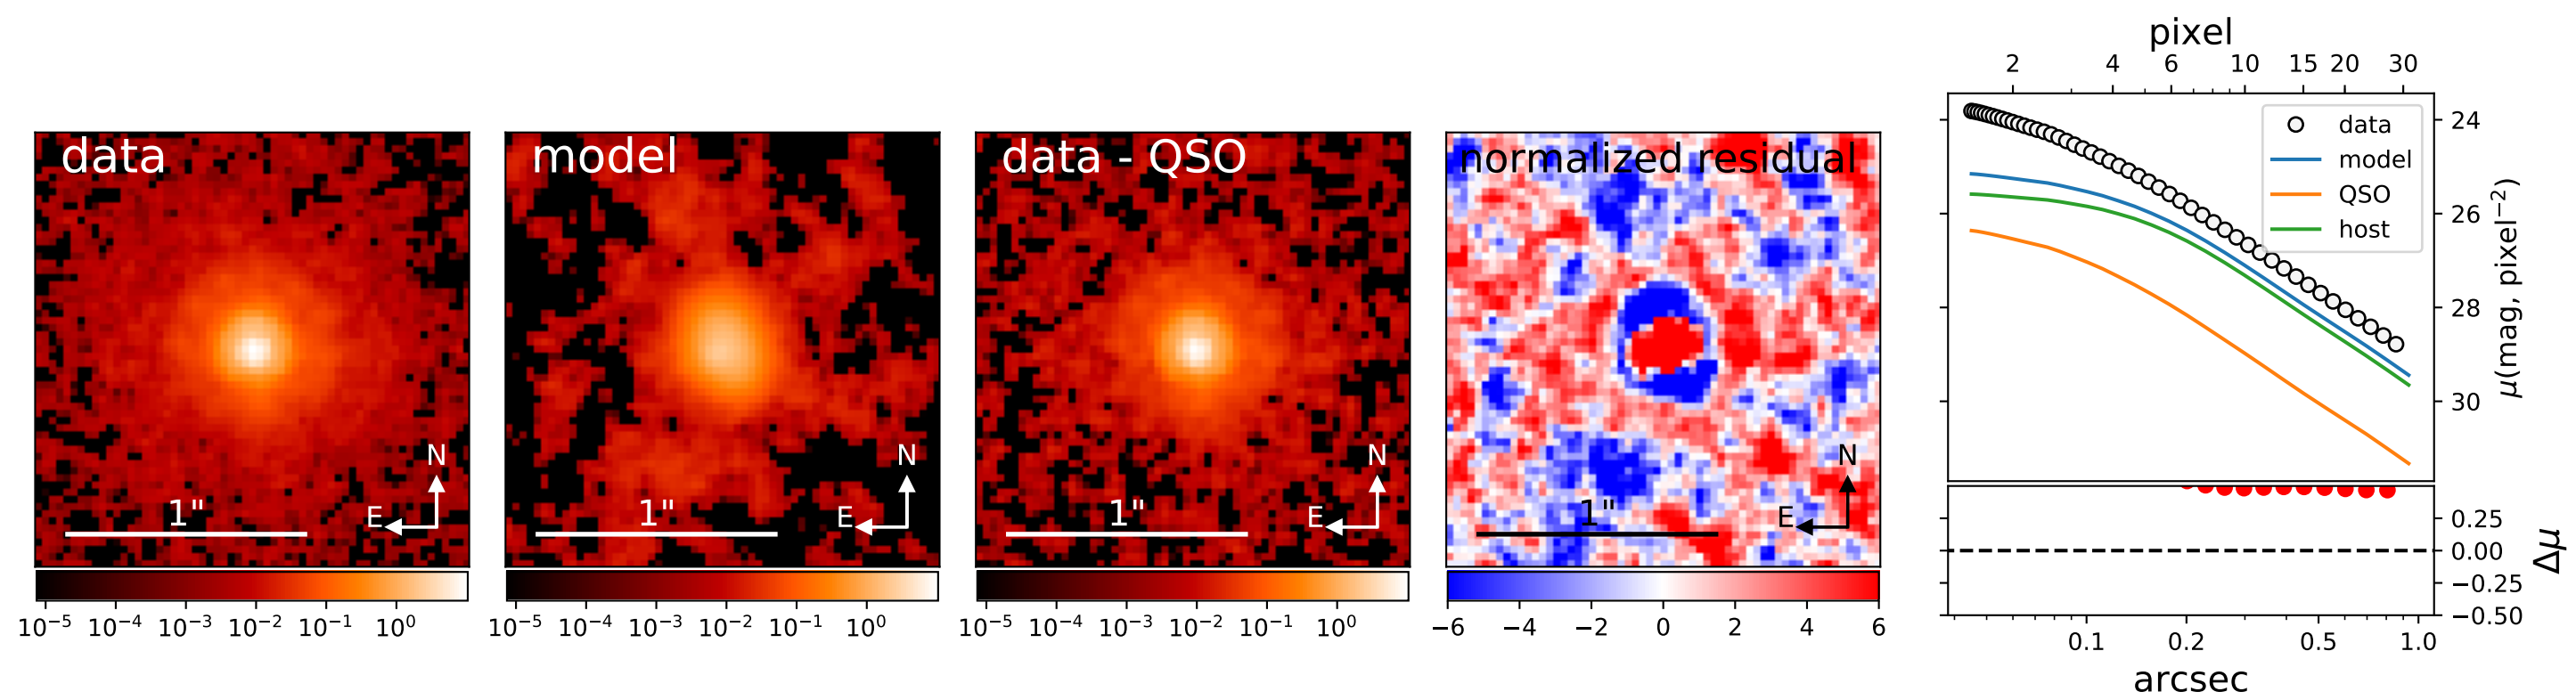 data
N
E
1"
10⁻⁵ 10⁻⁴ 10⁻³ 10⁻² 10⁻¹ 10⁰
model
N
E
1"
10⁻⁵ 10⁻⁴ 10⁻³ 10⁻² 10⁻¹ 10⁰
data - QSO
N
E
1"
10⁻⁵ 10⁻⁴ 10⁻³ 10⁻² 10⁻¹ 10⁰
normalized residual
N
E
1"
−6 −4 −2 0 2 4 6
pixel
2 4 6 10 15 20 30
data
model
QSO
host
24
26
28
30
μ(mag, pixel⁻²)
0.25
0.00
−0.25
−0.50
Δμ
0.1 0.2 0.5 1.0
arcsec